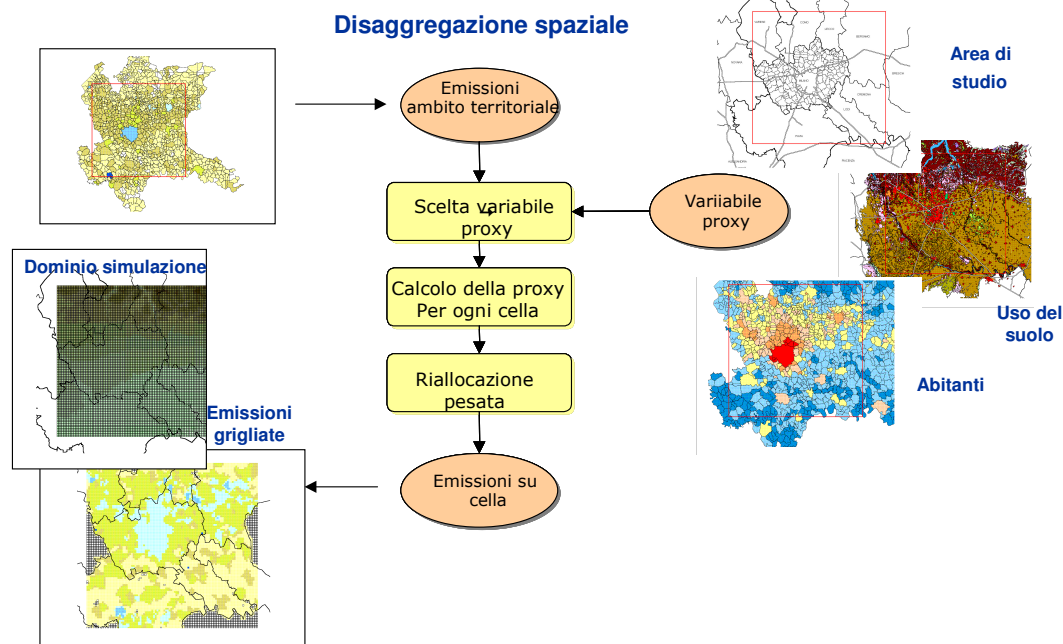 Disaggregazione spaziale
Emissioni
ambito territoriale
Area di
studio
Scelta variabile
proxy
Variiabile
proxy
Dominio simulazione
Calcolo della proxy
Per ogni cella
Uso del
suolo
Riallocazione
pesata
Abitanti
Emissioni
grigliate
Emissioni su
cella